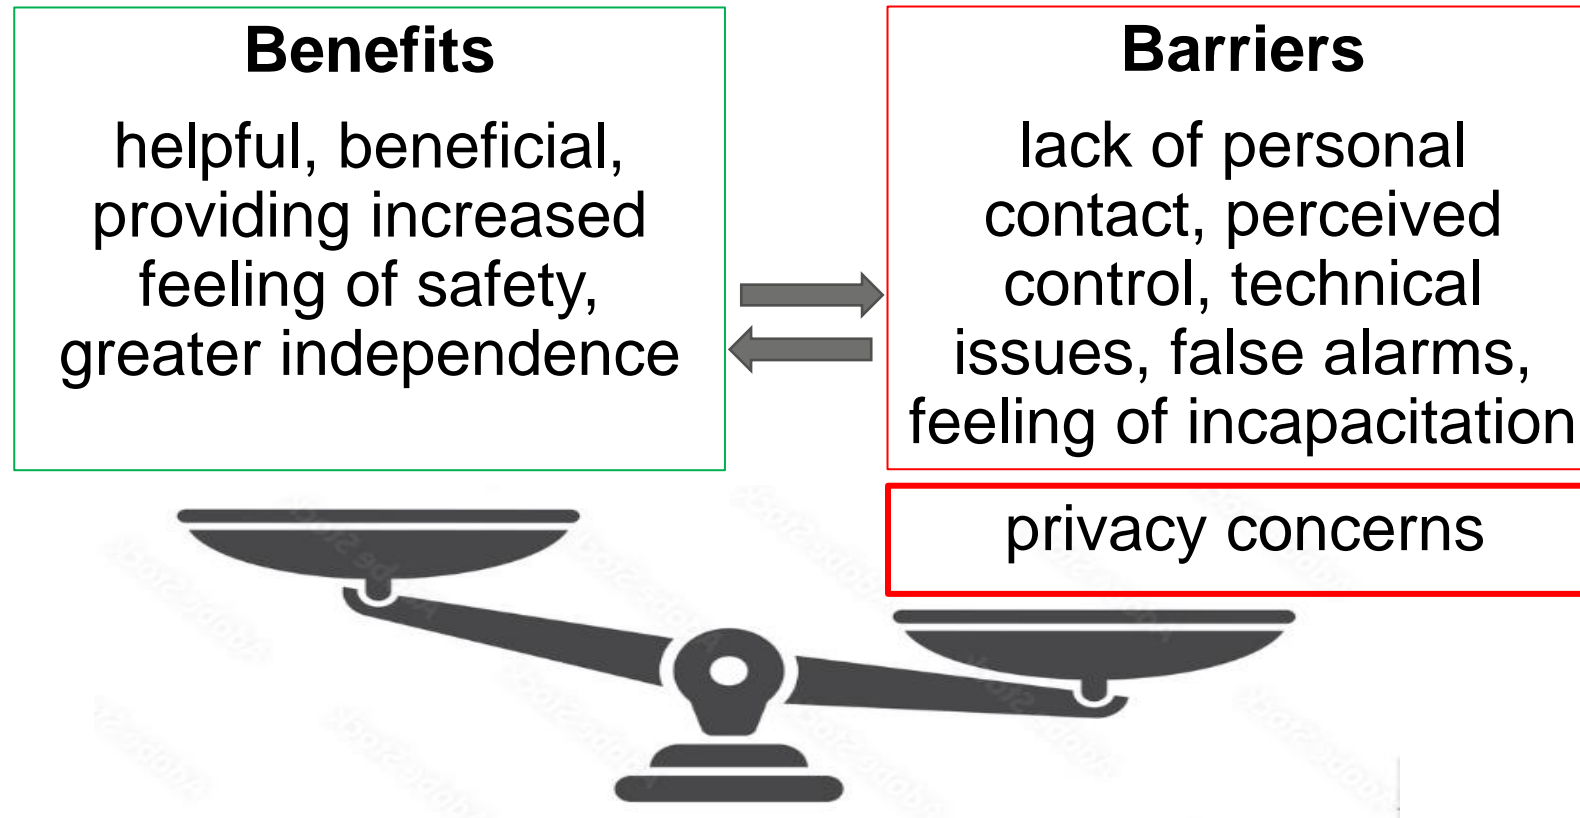 Benefits
helpful, beneficial,
providing increased
feeling of safety,
greater independence
Barriers
lack of personal
contact, perceived
control, technical
issues, false alarms,
feeling of incapacitation
privacy concerns